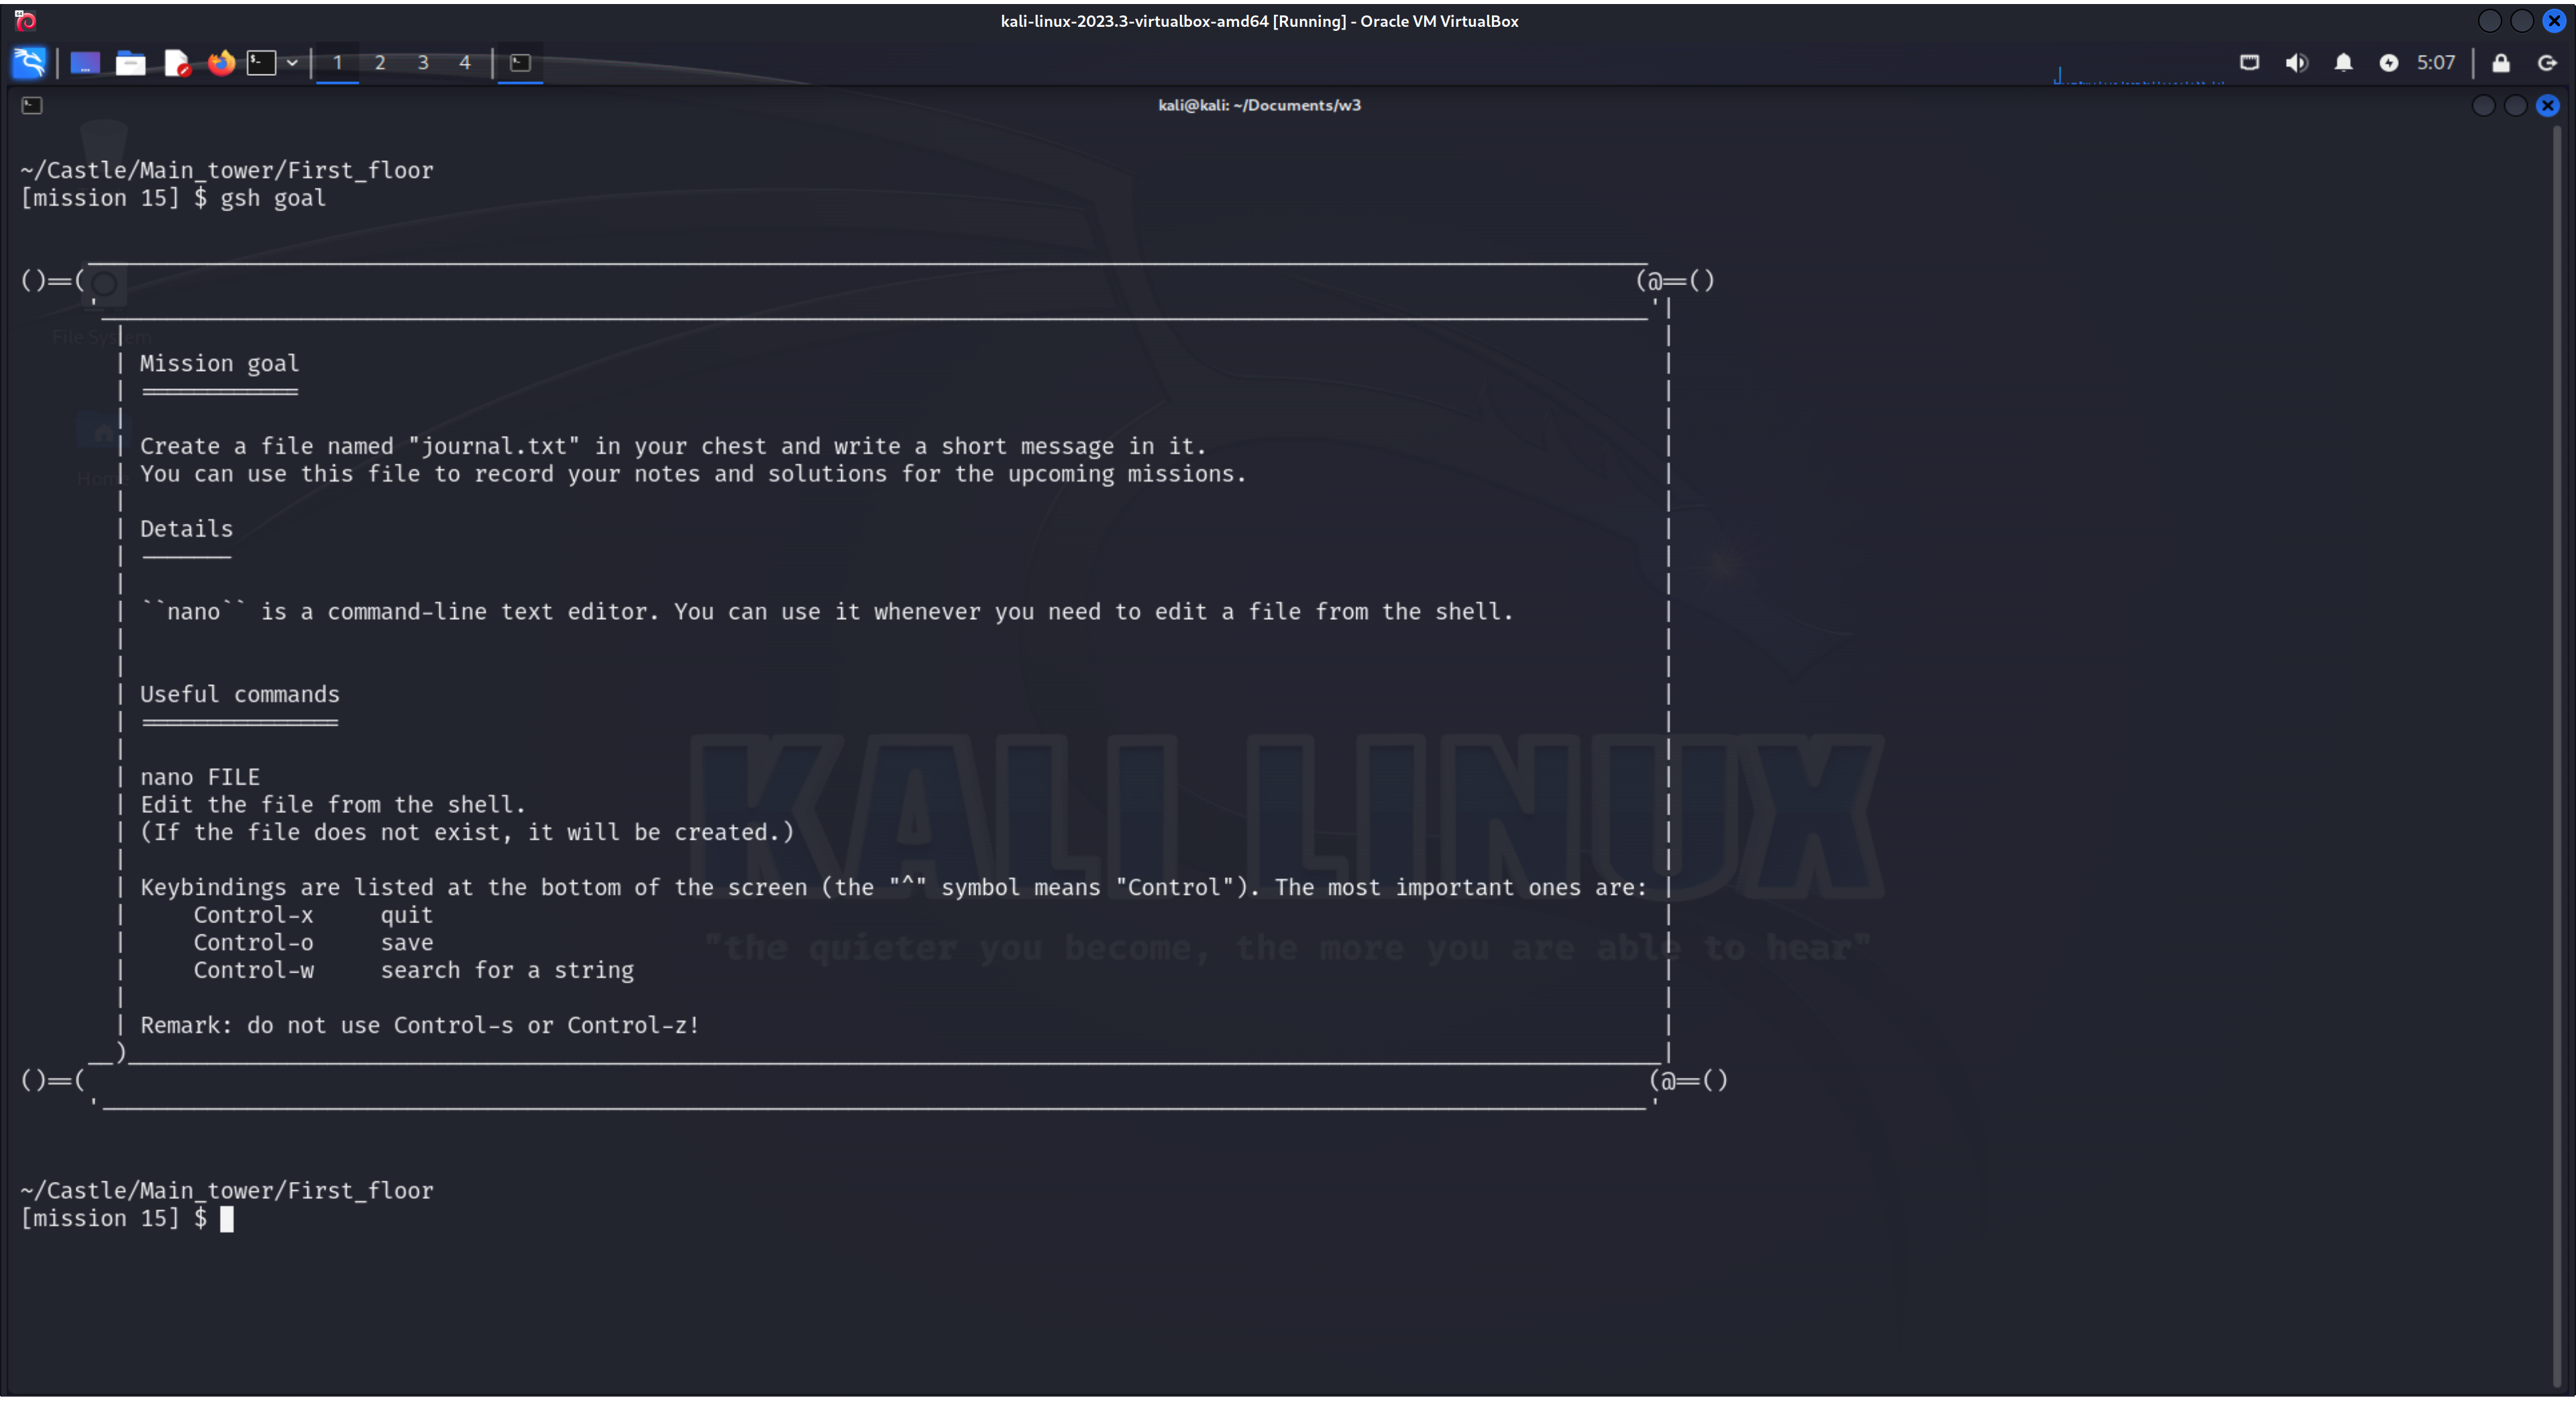 kali-linux-2023.3-virtualbox-amd64 [Running] - Oracle VM VirtualBox
1 2 3 4 5:07
kali@kali: ~/Documents/w3
~/Castle/Main_tower/First_floor
[mission 15] $ gsh goal
()==( (@==()
File System
Mission goal
============
Create a file named "journal.txt" in your chest and write a short message in it.
Home
You can use this file to record your notes and solutions for the upcoming missions.
Details
-------
``nano`` is a command-line text editor. You can use it whenever you need to edit a file from the shell.
Useful commands
===============
nano FILE
Edit the file from the shell.
(If the file does not exist, it will be created.)
KALI LINUX
Keybindings are listed at the bottom of the screen (the "^" symbol means "Control"). The most important ones are:
Control-x quit
Control-o save
"the quieter you become, the more you are able to hear"
Control-w search for a string
Remark: do not use Control-s or Control-z!
()==( (@==()
~/Castle/Main_tower/First_floor
[mission 15] $